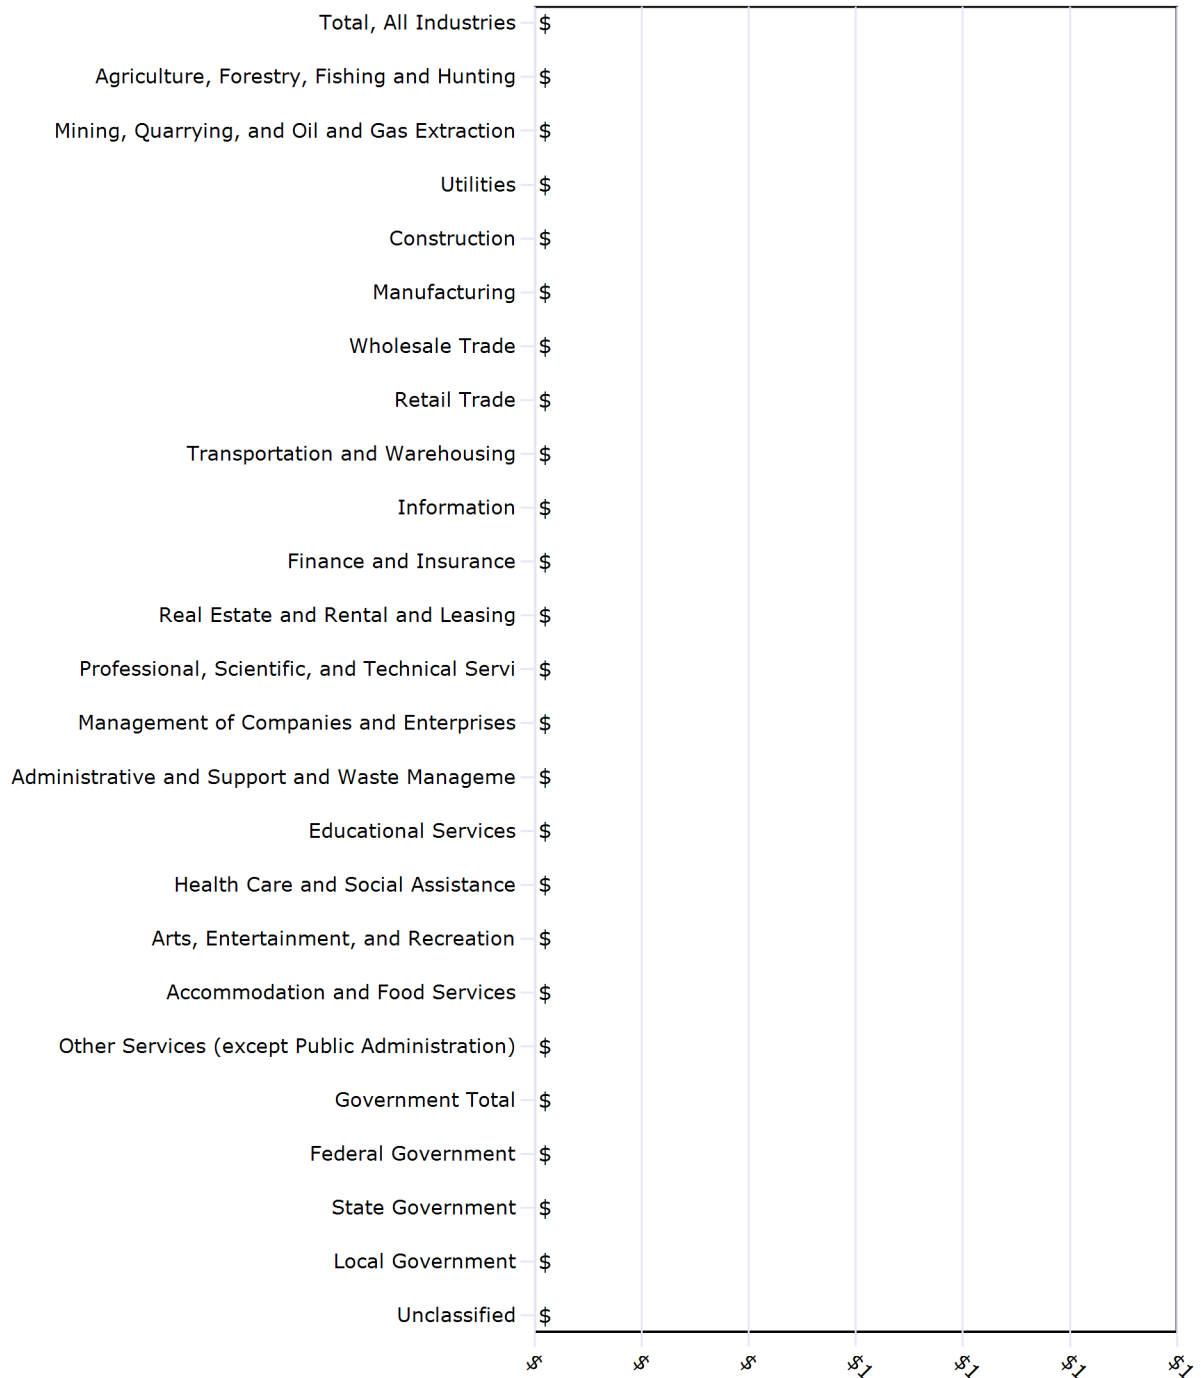 Total, All Industries $
Agriculture, Forestry, Fishing and Hunting $
Mining, Quarrying, and Oil and Gas Extraction $
Utilities $
Construction $
Manufacturing $
Wholesale Trade $
Retail Trade $
Transportation and Warehousing $
Information $
Finance and Insurance $
Real Estate and Rental and Leasing $
Professional, Scientific, and Technical Servi $
Management of Companies and Enterprises $
Administrative and Support and Waste Manageme $
Educational Services $
Health Care and Social Assistance $
Arts, Entertainment, and Recreation $
Accommodation and Food Services $
Other Services (except Public Administration) $
Government Total $
Federal Government $
State Government $
Local Government $
Unclassified $
$ $ $ $1 $1 $1 $1